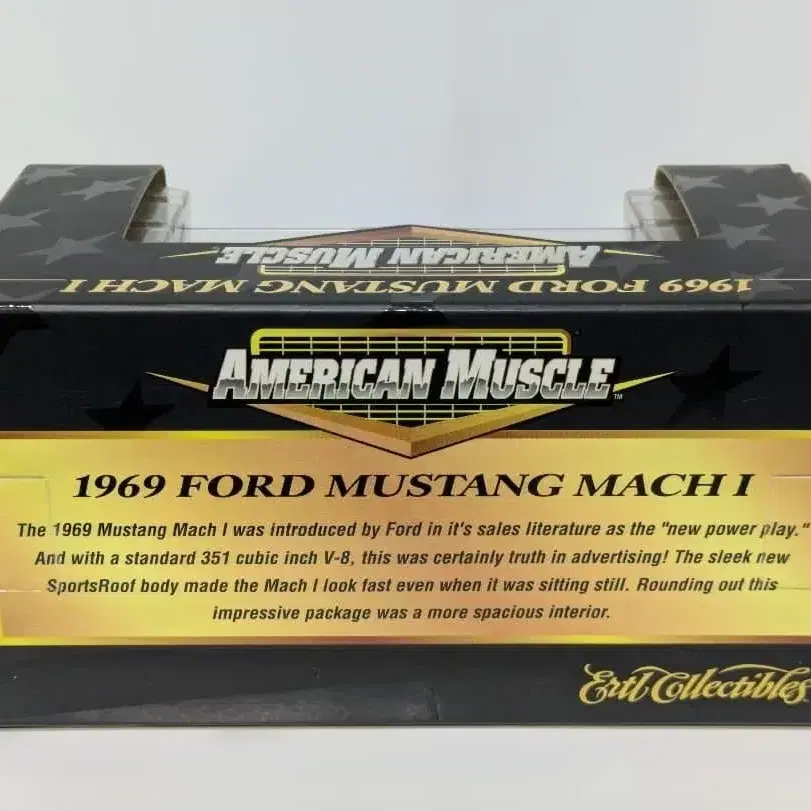 AMERICAN MUSCLE
1969 FORD MUSTANG MACH I
AMERICAN MUSCLE™
1969 FORD MUSTANG MACH I
The 1969 Mustang Mach I was introduced by Ford in it's sales literature as the "new power play."
And with a standard 351 cubic inch V-8, this was certainly truth in advertising! The sleek new
SportsRoof body made the Mach I look fast even when it was sitting still. Rounding out this
impressive package was a more spacious interior.
Ertl Collectibles